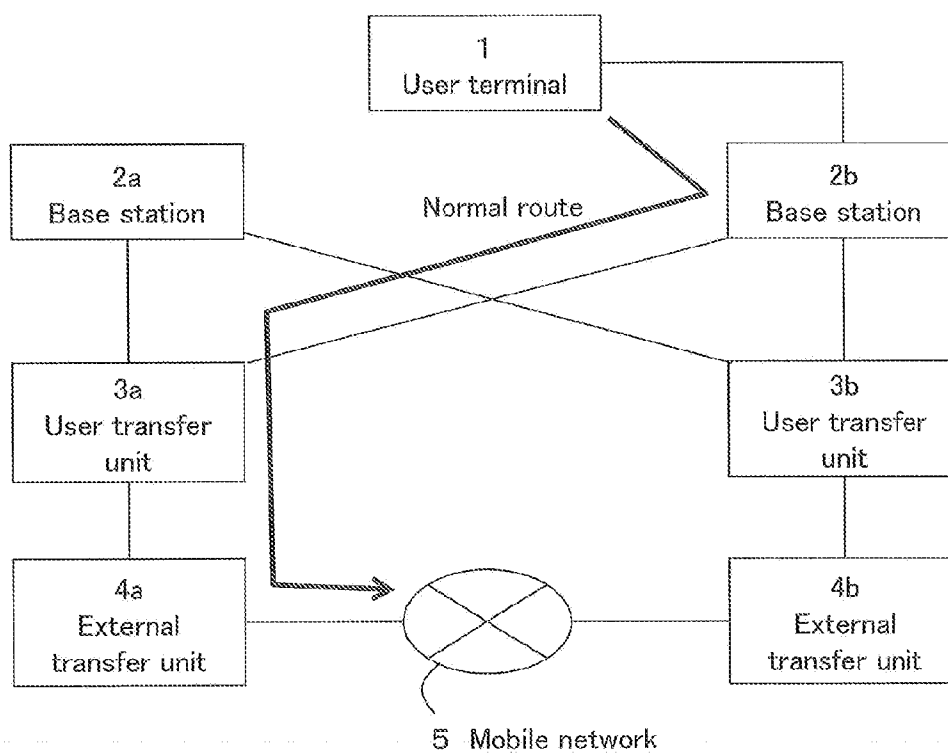 1
User terminal
2a
Base station
Normal route
2b
Base station
3a
User transfer
unit
3b
User transfer
unit
4a
External
transfer unit
4b
External
transfer unit
5 Mobile network